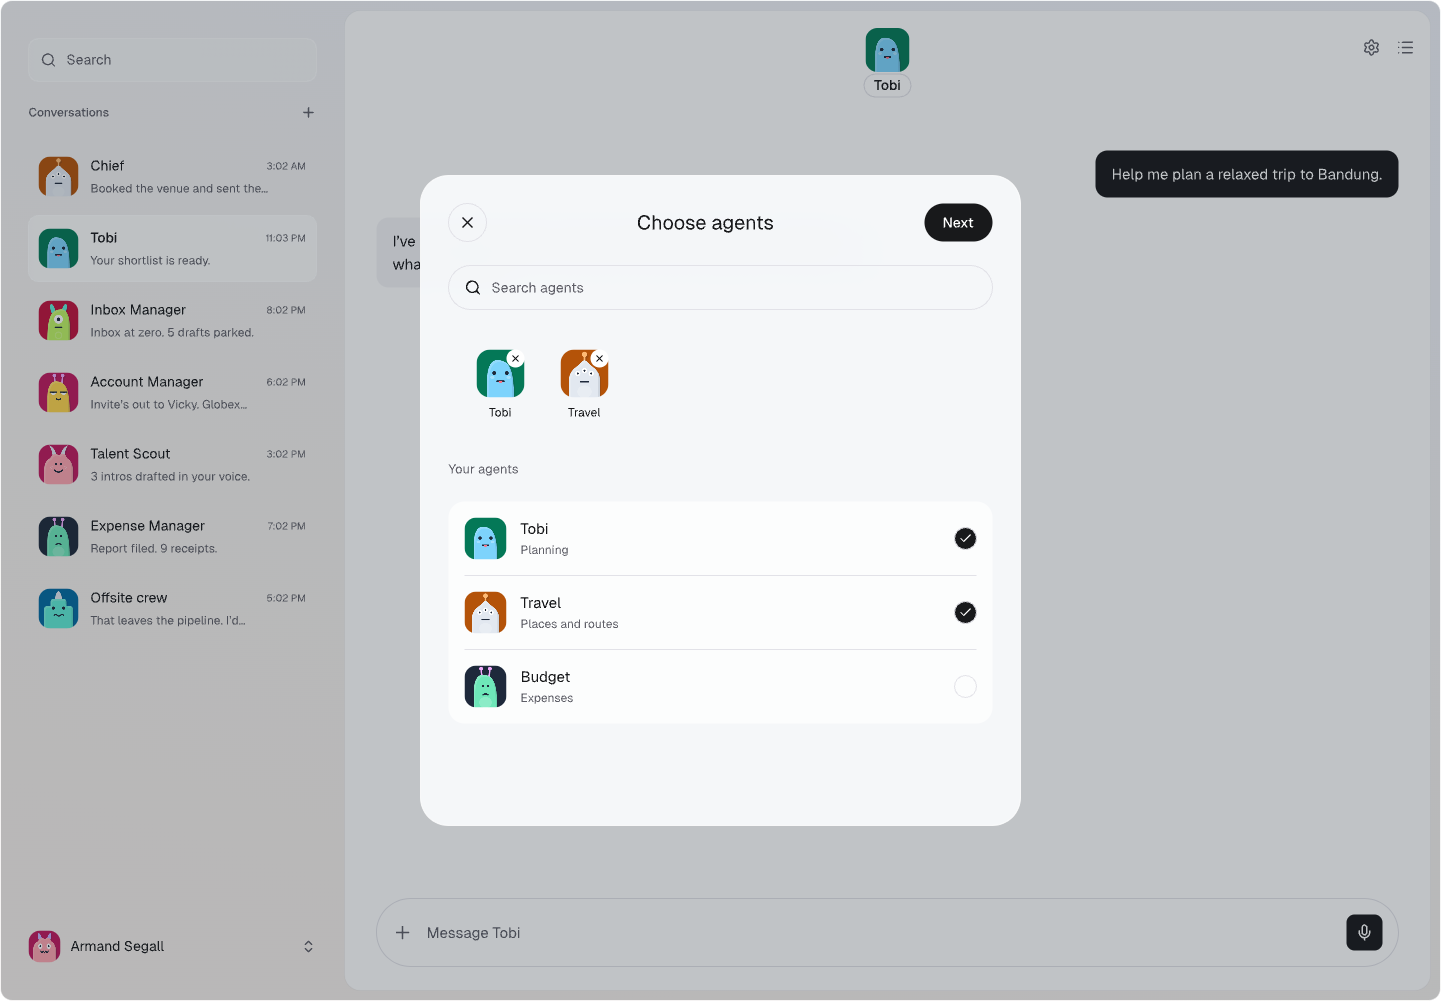 Search
Conversations
Chief
3:02 AM
Booked the venue and sent the...
Tobi
11:03 PM
Your shortlist is ready.
Inbox Manager
8:02 PM
Inbox at zero. 5 drafts parked.
Account Manager
6:02 PM
Invite's out to Vicky. Globex...
Talent Scout
3:02 PM
3 intros drafted in your voice.
Expense Manager
7:02 PM
Report filed. 9 receipts.
Offsite crew
5:02 PM
That leaves the pipeline. I'd...
Armand Segall
Tobi
Help me plan a relaxed trip to Bandung.
I've
Choose agents
Next
Search agents
Tobi
Travel
Your agents
Tobi
Planning
Travel
Places and routes
Budget
Expenses
Message Tobi